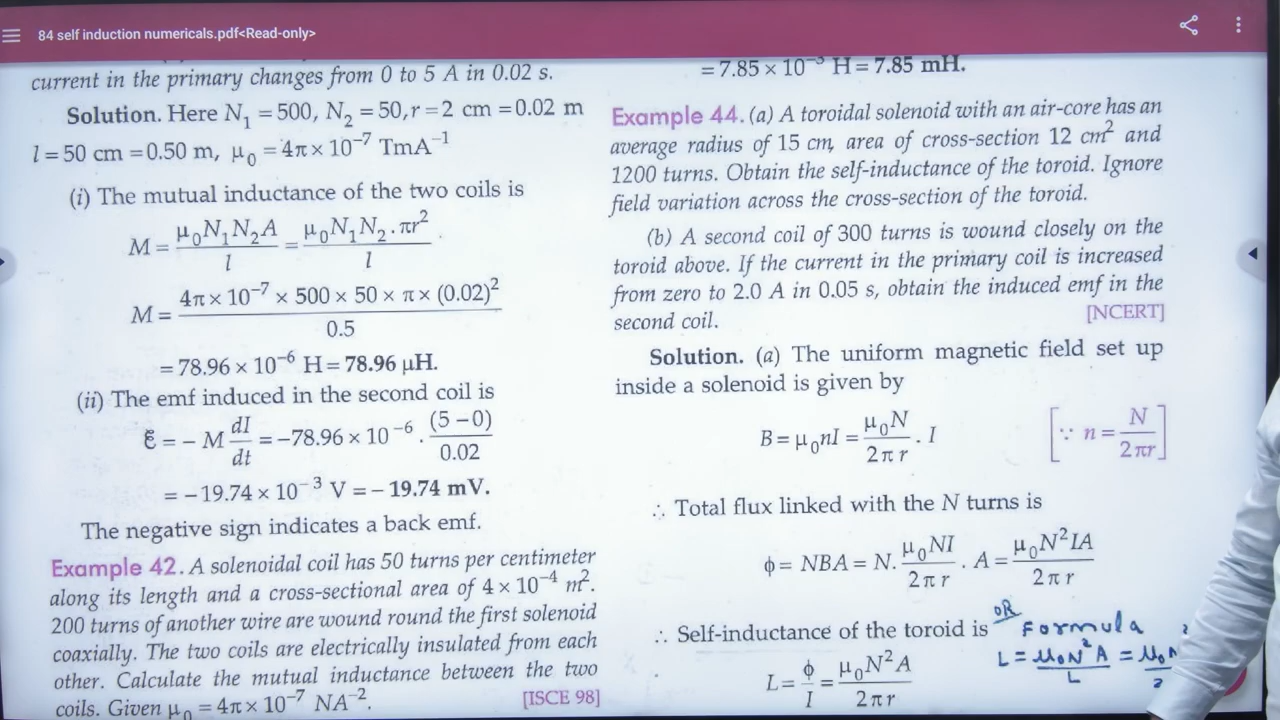 84 self induction numericals.pdf<Read-only>
current in the primary changes from 0 to 5 A in 0.02 s.
Solution. Here N₁ = 500, N₂ = 50, r = 2 cm = 0.02 m
l = 50 cm = 0.50 m, μ₀ = 4π × 10⁻⁷ TmA⁻¹
(i) The mutual inductance of the two coils is
M = μ₀N₁N₂A / l = μ₀N₁N₂ . πr² / l
M = 4π × 10⁻⁷ × 500 × 50 × π × (0.02)² / 0.5
= 78.96 × 10⁻⁶ H = 78.96 μH.
(ii) The emf induced in the second coil is
ℰ = − M dI/dt = −78.96 × 10⁻⁶ . (5 − 0) / 0.02
= − 19.74 × 10⁻³ V = − 19.74 mV.
The negative sign indicates a back emf.
Example 42. A solenoidal coil has 50 turns per centimeter
along its length and a cross-sectional area of 4 × 10⁻⁴ m².
200 turns of another wire are wound round the first solenoid
coaxially. The two coils are electrically insulated from each
other. Calculate the mutual inductance between the two
coils. Given μ₀ = 4π × 10⁻⁷ NA⁻². [ISCE 98]
= 7.85 × 10⁻³ H = 7.85 mH.
Example 44. (a) A toroidal solenoid with an air-core has an
average radius of 15 cm, area of cross-section 12 cm² and
1200 turns. Obtain the self-inductance of the toroid. Ignore
field variation across the cross-section of the toroid.
(b) A second coil of 300 turns is wound closely on the
toroid above. If the current in the primary coil is increased
from zero to 2.0 A in 0.05 s, obtain the induced emf in the
second coil. [NCERT]
Solution. (a) The uniform magnetic field set up
inside a solenoid is given by
B = μ₀nI = μ₀N / 2πr . I [∵ n = N / 2πr]
∴ Total flux linked with the N turns is
ϕ = NBA = N. μ₀NI / 2πr . A = μ₀N²IA / 2πr
∴ Self-inductance of the toroid is
L = ϕ / I = μ₀N²A / 2πr
OR
Formula
L = μ₀N²A / L = μ₀N